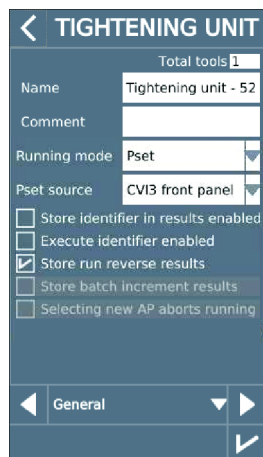 TIGHTENING UNIT
Total tools 1
Name Tightening unit - 52
Comment
Running mode Pset
Pset source CVI3 front panel
Store identifier in results enabled
Execute identifier enabled
Store run reverse results
Store batch increment results
Selecting new AP aborts running
General